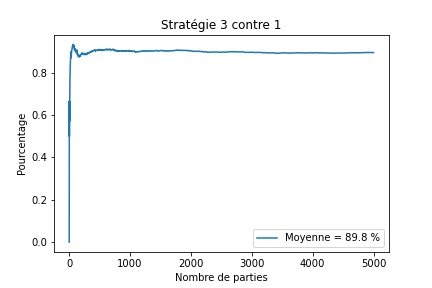 Stratégie 3 contre 1
Pourcentage
0.8
0.6
0.4
0.2
0.0
Moyenne = 89.8 %
0 1000 2000 3000 4000 5000
Nombre de parties